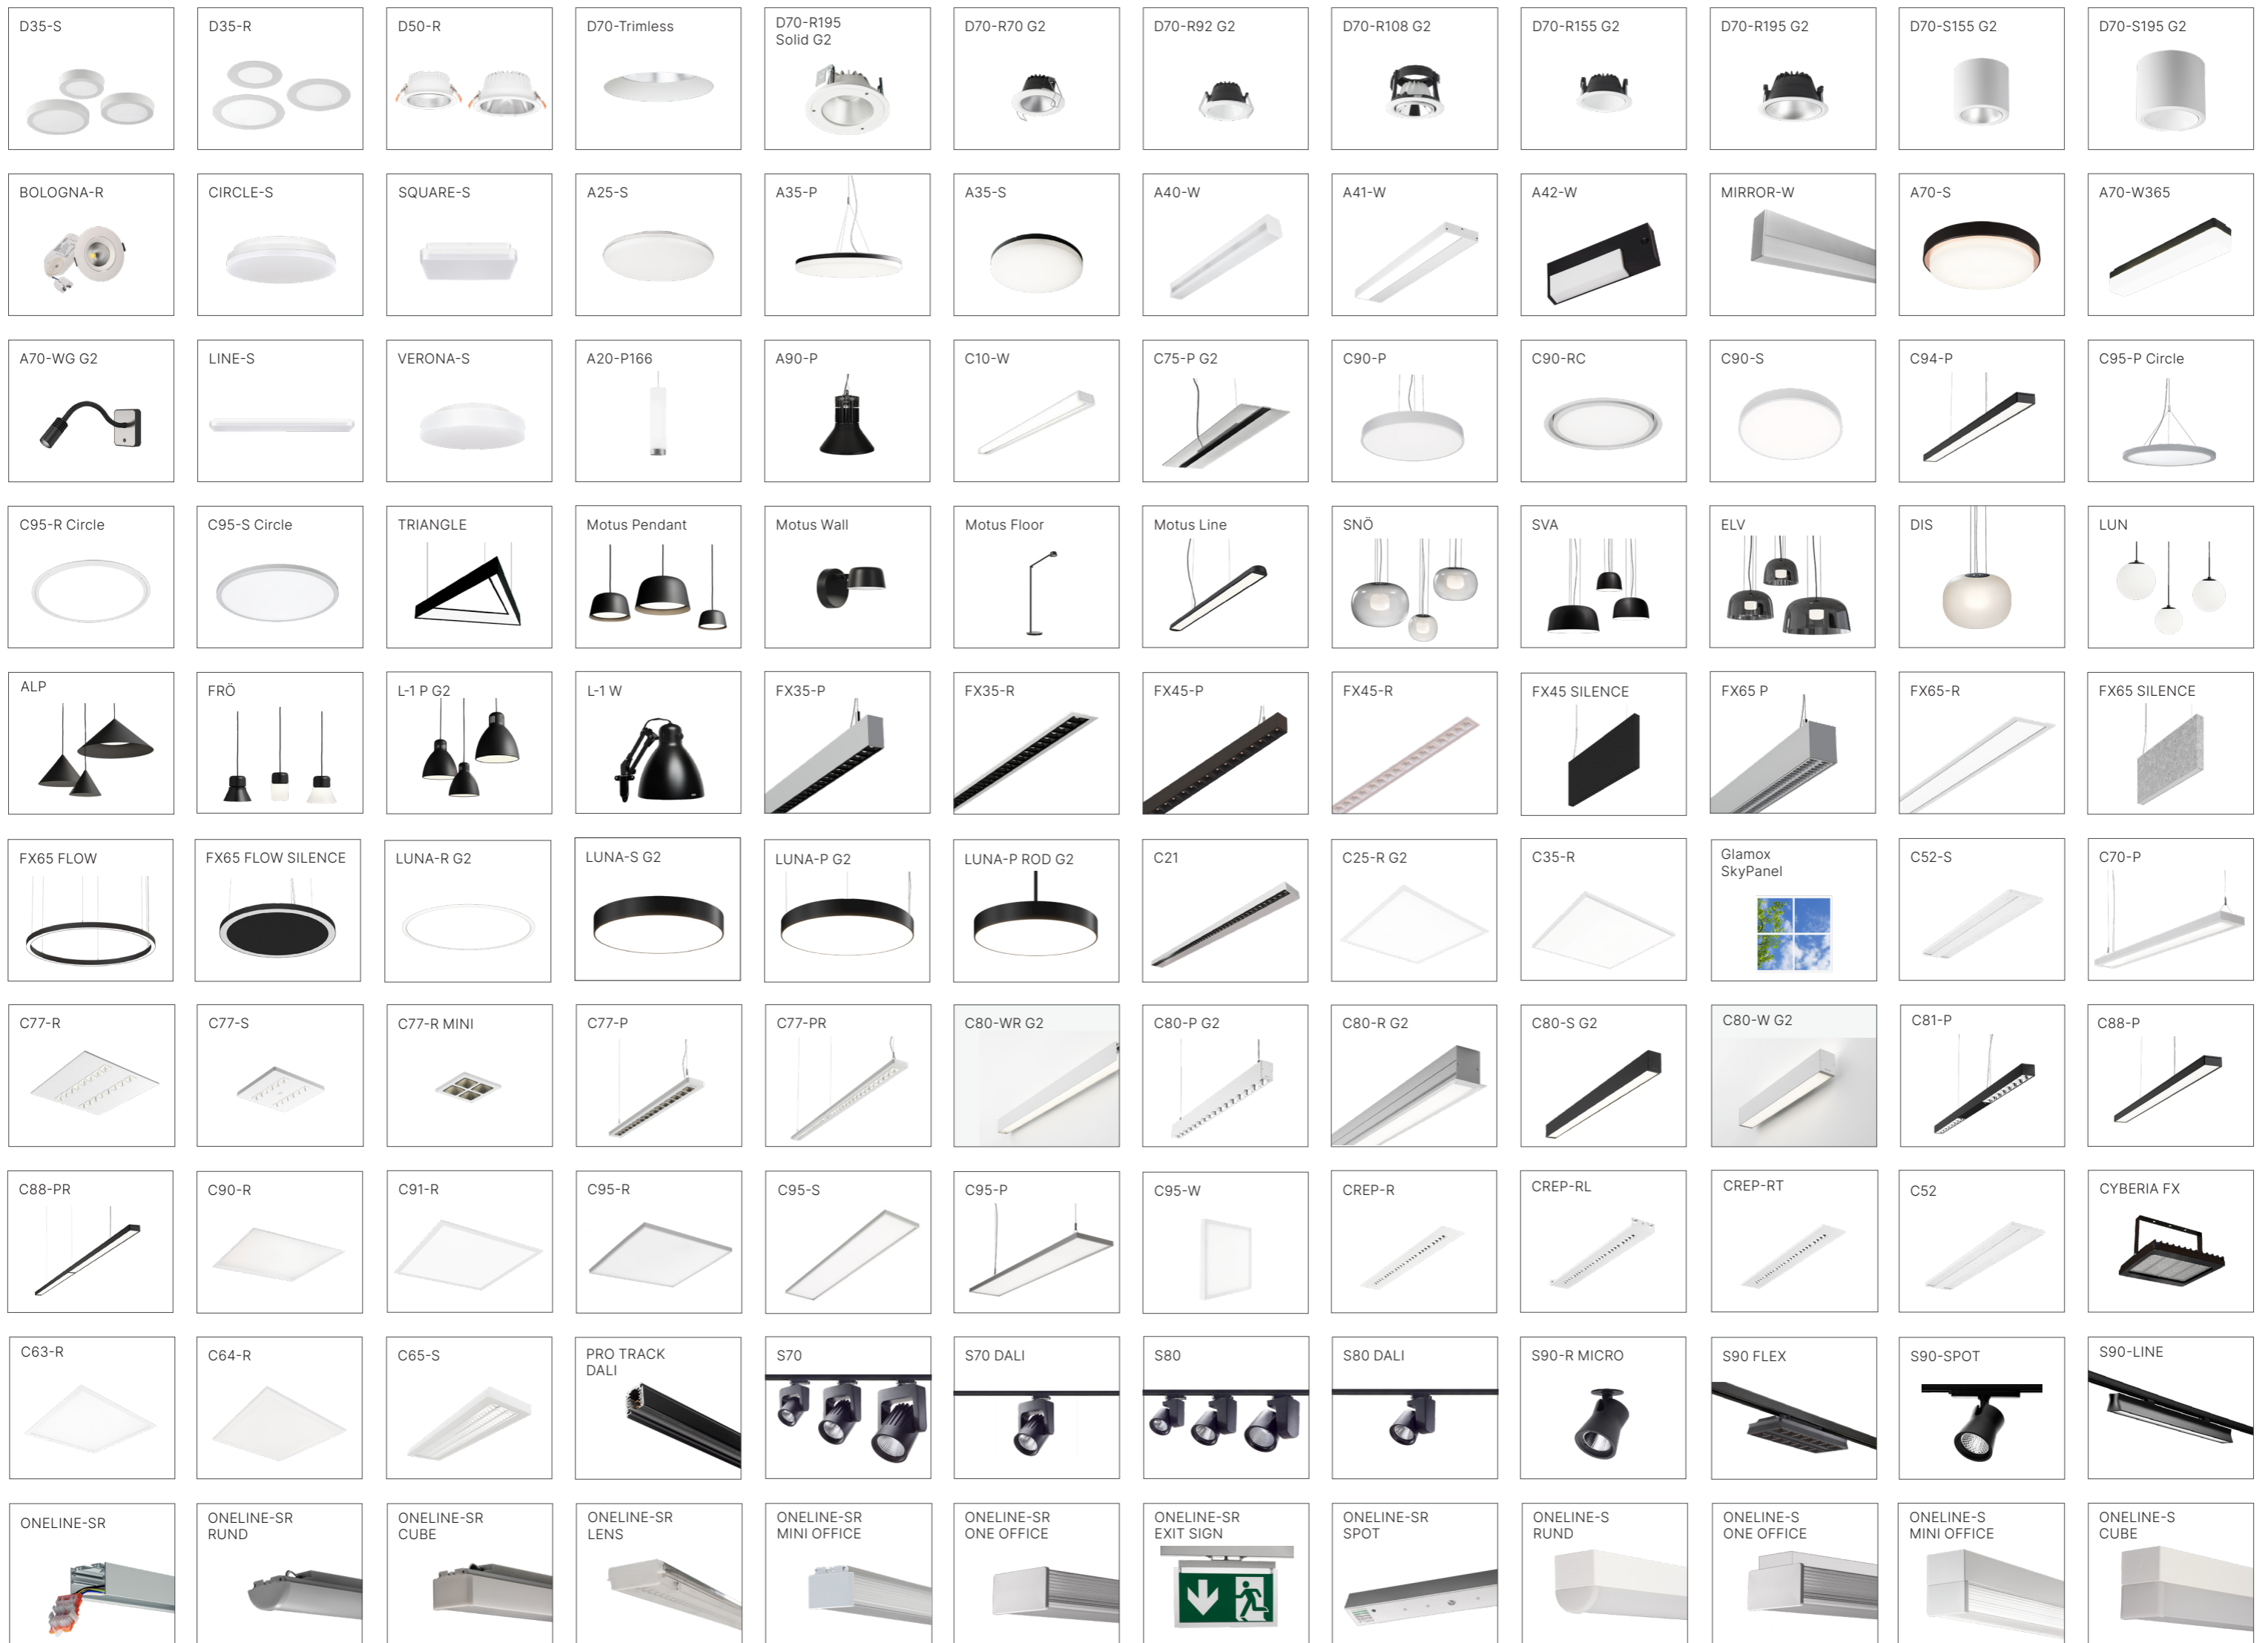 D35-S
D35-R
D50-R
D70-Trimless
D70-R195
Solid G2
D70-R70 G2
D70-R92 G2
D70-R108 G2
D70-R155 G2
D70-R195 G2
D70-S155 G2
D70-S195 G2
BOLOGNA-R
CIRCLE-S
SQUARE-S
A25-S
A35-P
A35-S
A40-W
A41-W
A42-W
MIRROR-W
A70-S
A70-W365
A70-WG G2
LINE-S
VERONA-S
A20-P166
A90-P
C10-W
C75-P G2
C90-P
C90-RC
C90-S
C94-P
C95-P Circle
C95-R Circle
C95-S Circle
TRIANGLE
Motus Pendant
Motus Wall
Motus Floor
Motus Line
SNÖ
SVA
ELV
DIS
LUN
ALP
FRÖ
L-1 P G2
L-1 W
FX35-P
FX35-R
FX45-P
FX45-R
FX45 SILENCE
FX65 P
FX65-R
FX65 SILENCE
FX65 FLOW
FX65 FLOW SILENCE
LUNA-R G2
LUNA-S G2
LUNA-P G2
LUNA-P ROD G2
C21
C25-R G2
C35-R
Glamox
SkyPanel
C52-S
C70-P
C77-R
C77-S
C77-R MINI
C77-P
C77-PR
C80-WR G2
C80-P G2
C80-R G2
C80-S G2
C80-W G2
C81-P
C88-P
C88-PR
C90-R
C91-R
C95-R
C95-S
C95-P
C95-W
CREP-R
CREP-RL
CREP-RT
C52
CYBERIA FX
C63-R
C64-R
C65-S
PRO TRACK
DALI
S70
S70 DALI
S80
S80 DALI
S90-R MICRO
S90 FLEX
S90-SPOT
S90-LINE
ONELINE-SR
ONELINE-SR
RUND
ONELINE-SR
CUBE
ONELINE-SR
LENS
ONELINE-SR
MINI OFFICE
ONELINE-SR
ONE OFFICE
ONELINE-SR
EXIT SIGN
ONELINE-SR
SPOT
ONELINE-S
RUND
ONELINE-S
ONE OFFICE
ONELINE-S
MINI OFFICE
ONELINE-S
CUBE